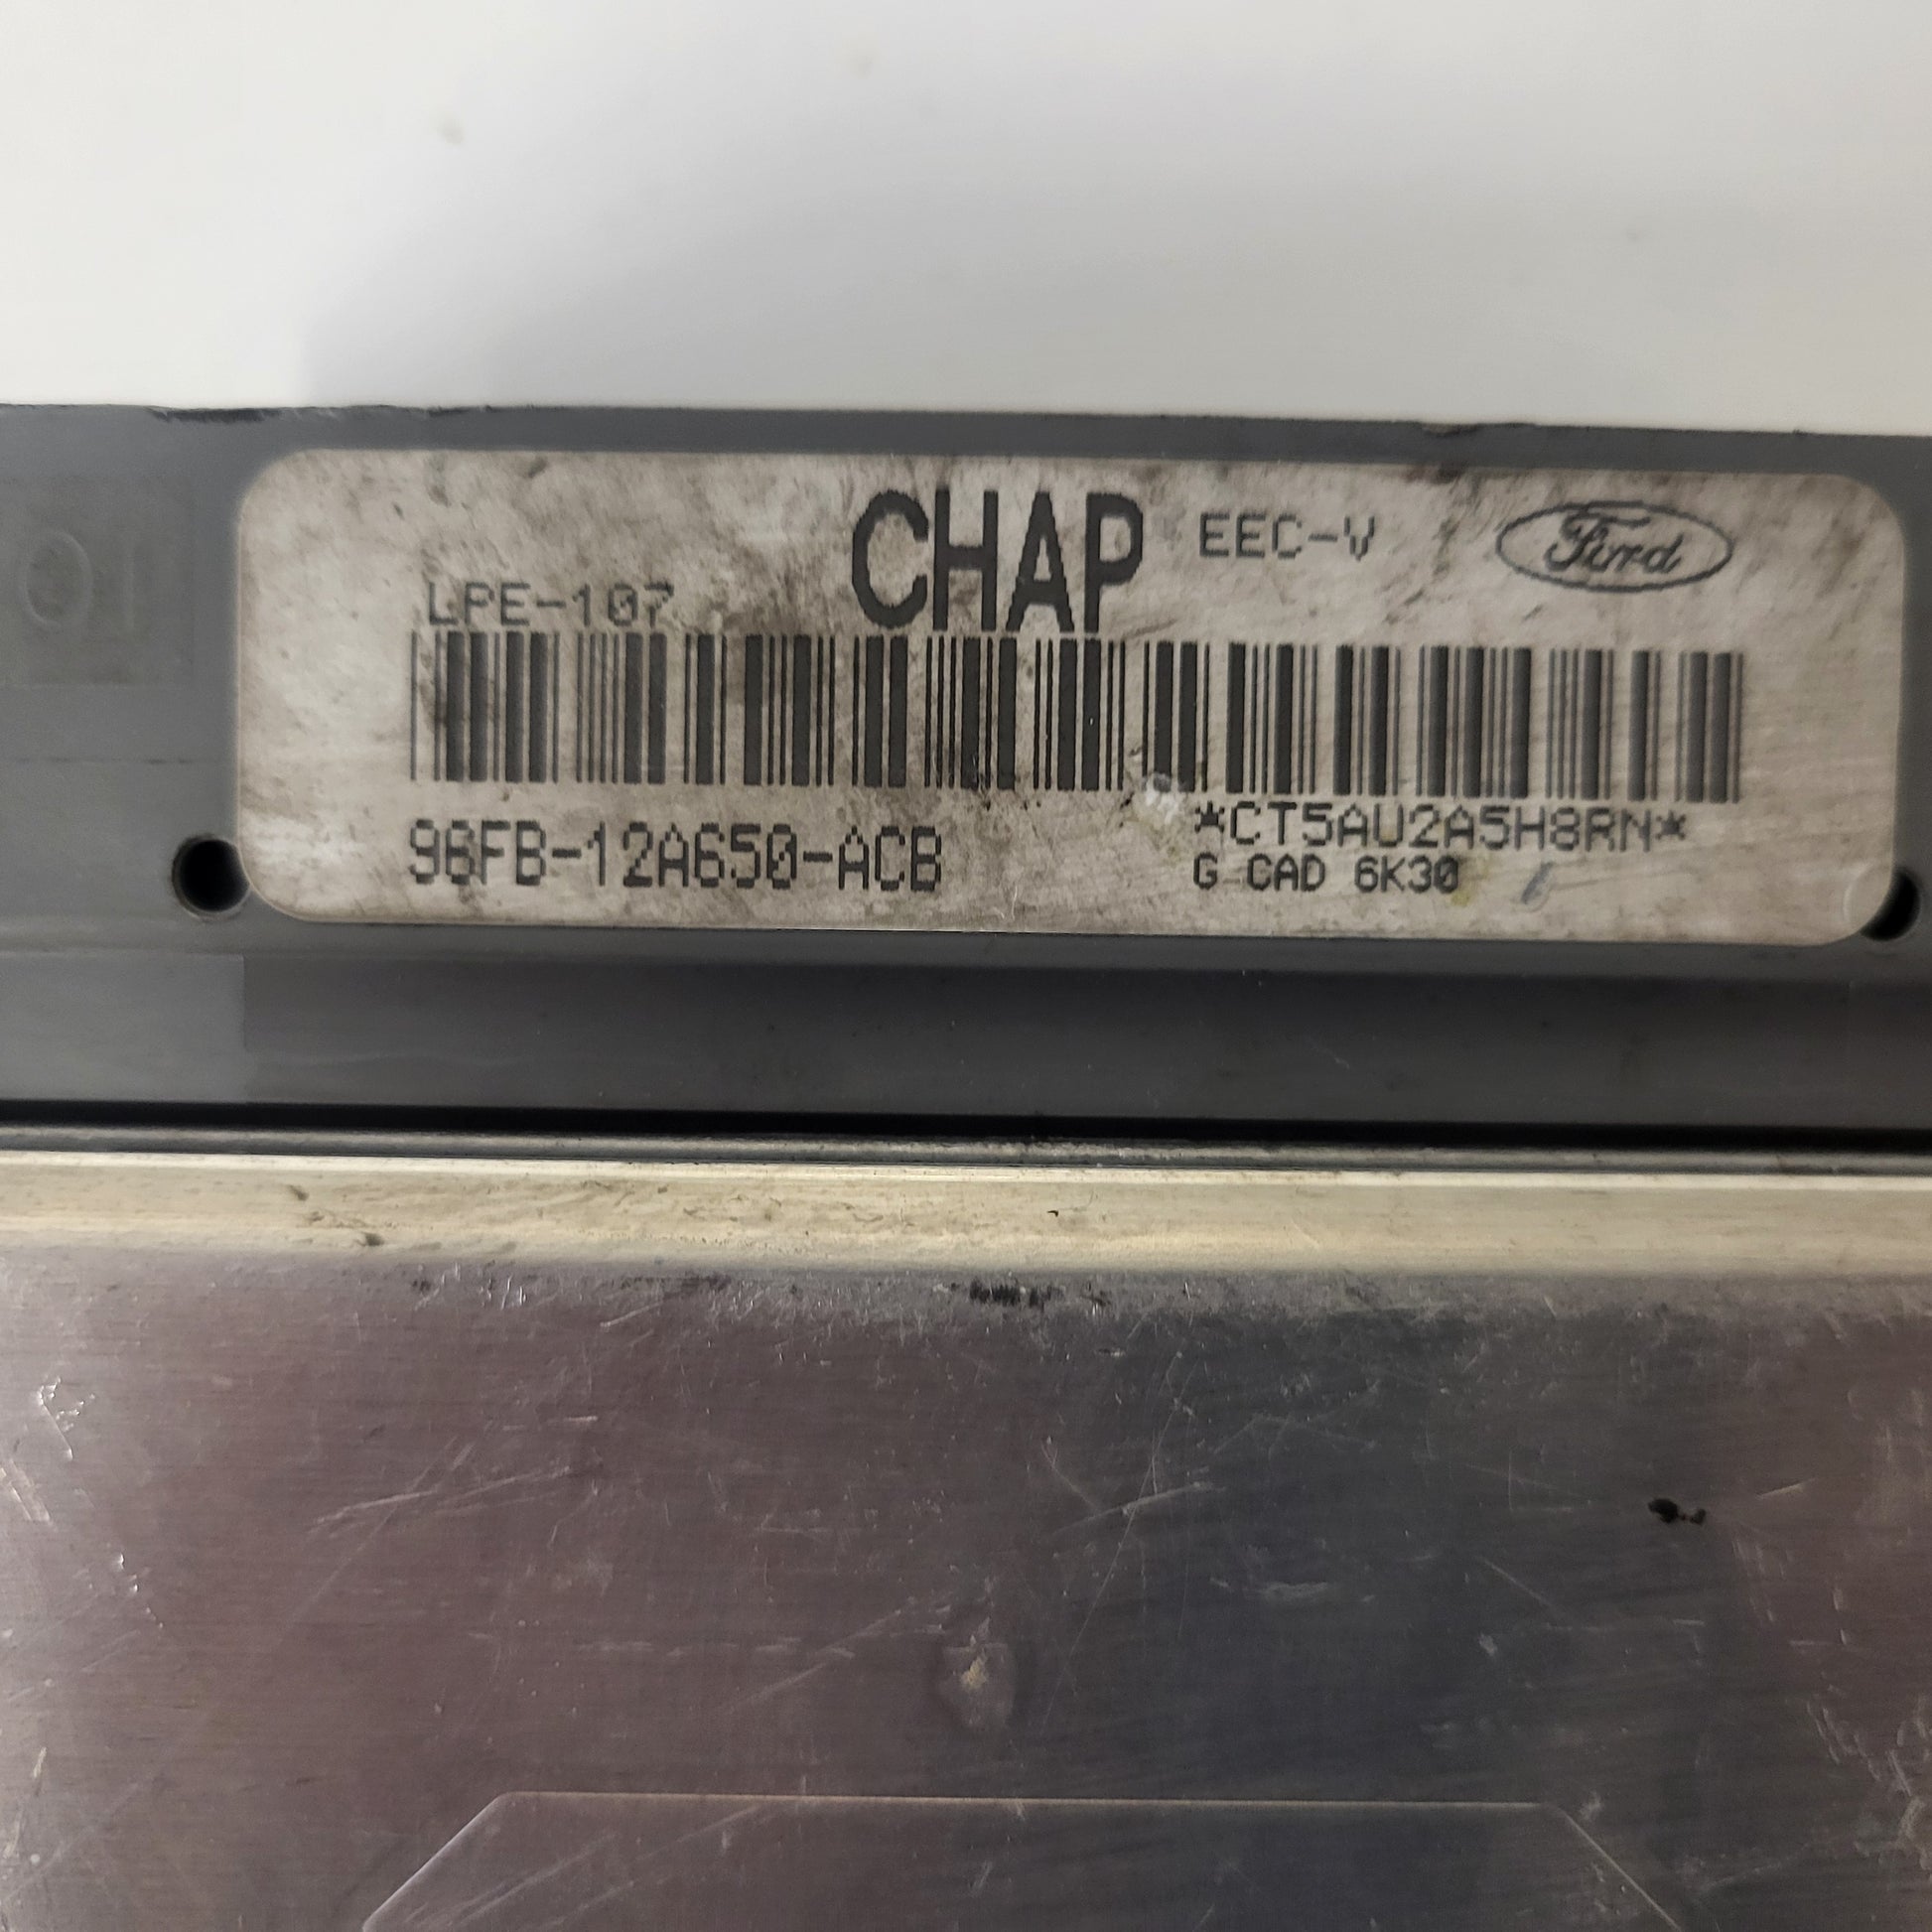 CHAP EEC-V Ford
LPE-107
*CT5AU2A5H8RN*
96FB-12A650-ACB
G CAD 6K30